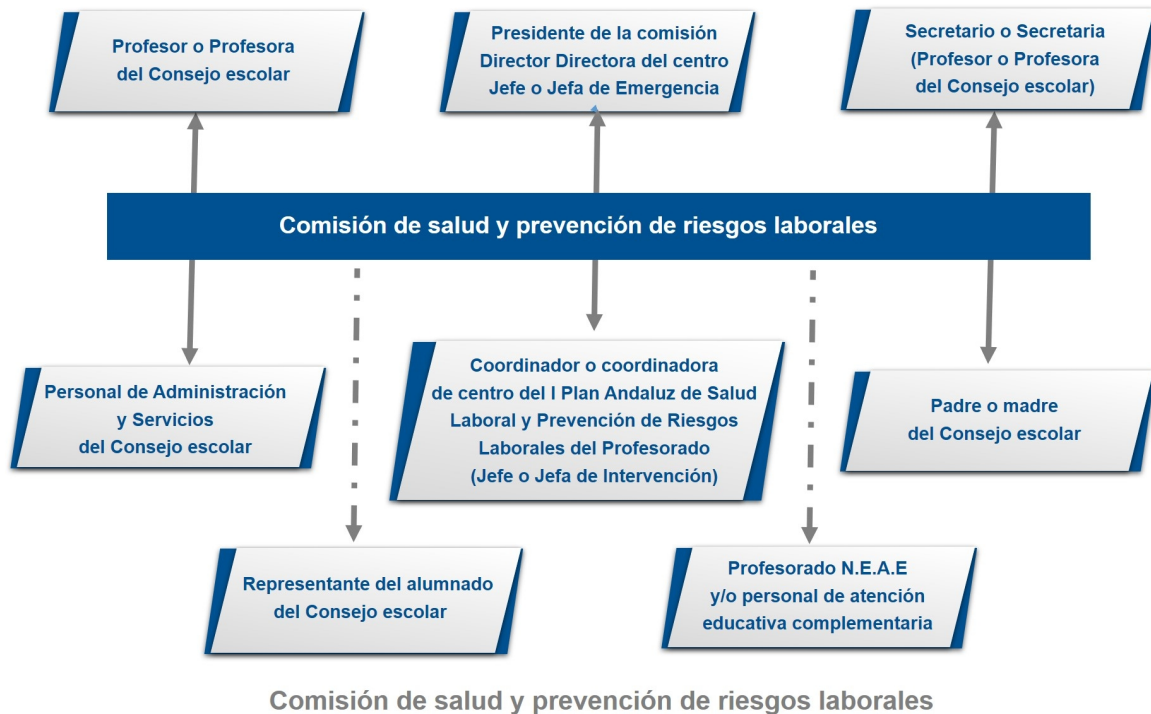 Profesor o Profesora
del Consejo escolar
Presidente de la comisión
Director Directora del centro
Jefe o Jefa de Emergencia
Secretario o Secretaria
(Profesor o Profesora
del Consejo escolar)
Comisión de salud y prevención de riesgos laborales
Personal de Administración
y Servicios
del Consejo escolar
Coordinador o coordinadora
de centro del I Plan Andaluz de Salud
Laboral y Prevención de Riesgos
Laborales del Profesorado
(Jefe o Jefa de Intervención)
Padre o madre
del Consejo escolar
Representante del alumnado
del Consejo escolar
Profesorado N.E.A.E
y/o personal de atención
educativa complementaria
Comisión de salud y prevención de riesgos laborales